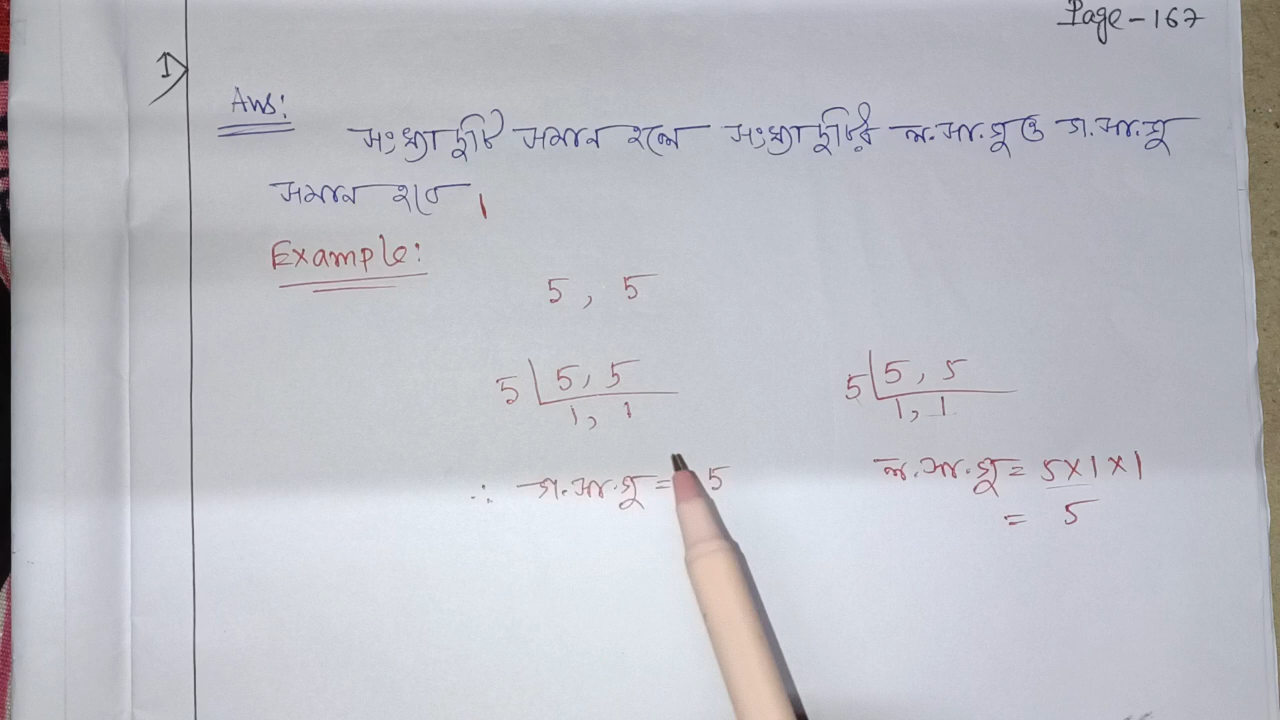 Page-167
1)
Ans:
সংখ্যা দুটি সমান হলে সংখ্যা দুটির ল.সা.গু ও গ.সা.গু
সমান হবে।
Example:
5, 5
5 | 5, 5
1, 1
5 | 5, 5
1, 1
∴ গ.সা.গু = 5
ল.সা.গু = 5×1×1
= 5